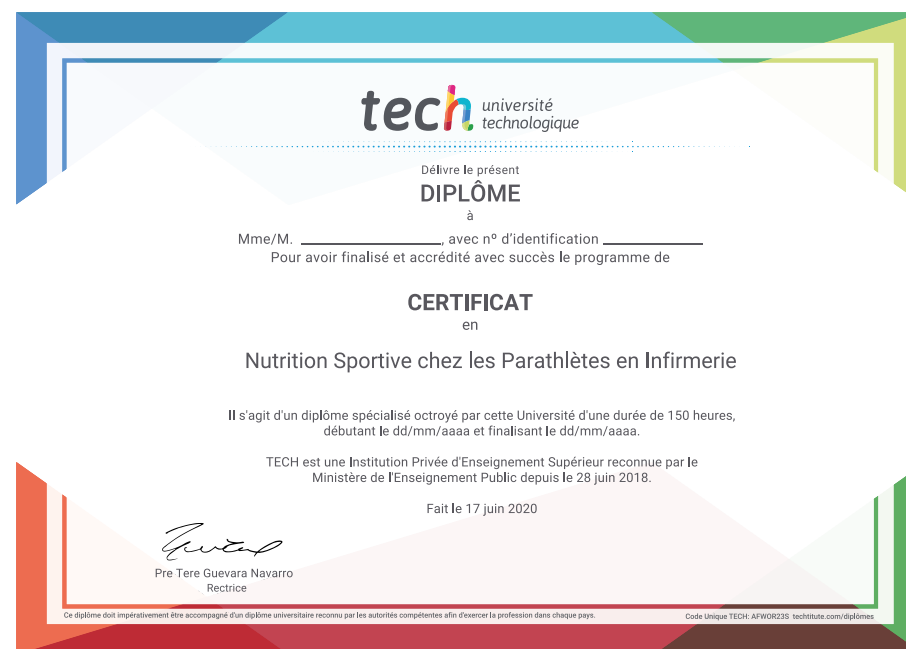 tech université
technologique
Délivre le présent
DIPLÔME
à
Mme/M. ____________________, avec nº d'identification ______________
Pour avoir finalisé et accrédité avec succès le programme de
CERTIFICAT
en
Nutrition Sportive chez les Parathlètes en Infirmerie
Il s'agit d'un diplôme spécialisé octroyé par cette Université d'une durée de 150 heures,
débutant le dd/mm/aaaa et finalisant le dd/mm/aaaa.
TECH est une Institution Privée d'Enseignement Supérieur reconnue par le
Ministère de l'Enseignement Public depuis le 28 juin 2018.
Fait le 17 juin 2020
Pre Tere Guevara Navarro
Rectrice
Ce diplôme doit impérativement être accompagné d'un diplôme universitaire reconnu par les autorités compétentes afin d'exercer la profession dans chaque pays.
Code Unique TECH: AFWOR23S techtitute.com/diplômes